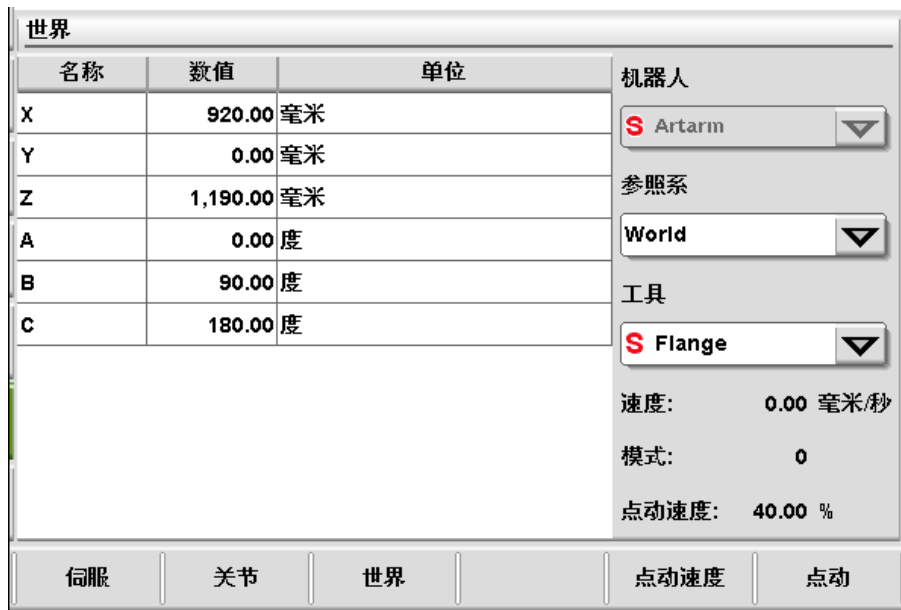 世界
名称 数值 单位
X 920.00 毫米
Y 0.00 毫米
Z 1,190.00 毫米
A 0.00 度
B 90.00 度
C 180.00 度
机器人
S Artarm
参照系
World
工具
S Flange
速度: 0.00 毫米/秒
模式: 0
点动速度: 40.00 %
伺服 关节 世界 点动速度 点动